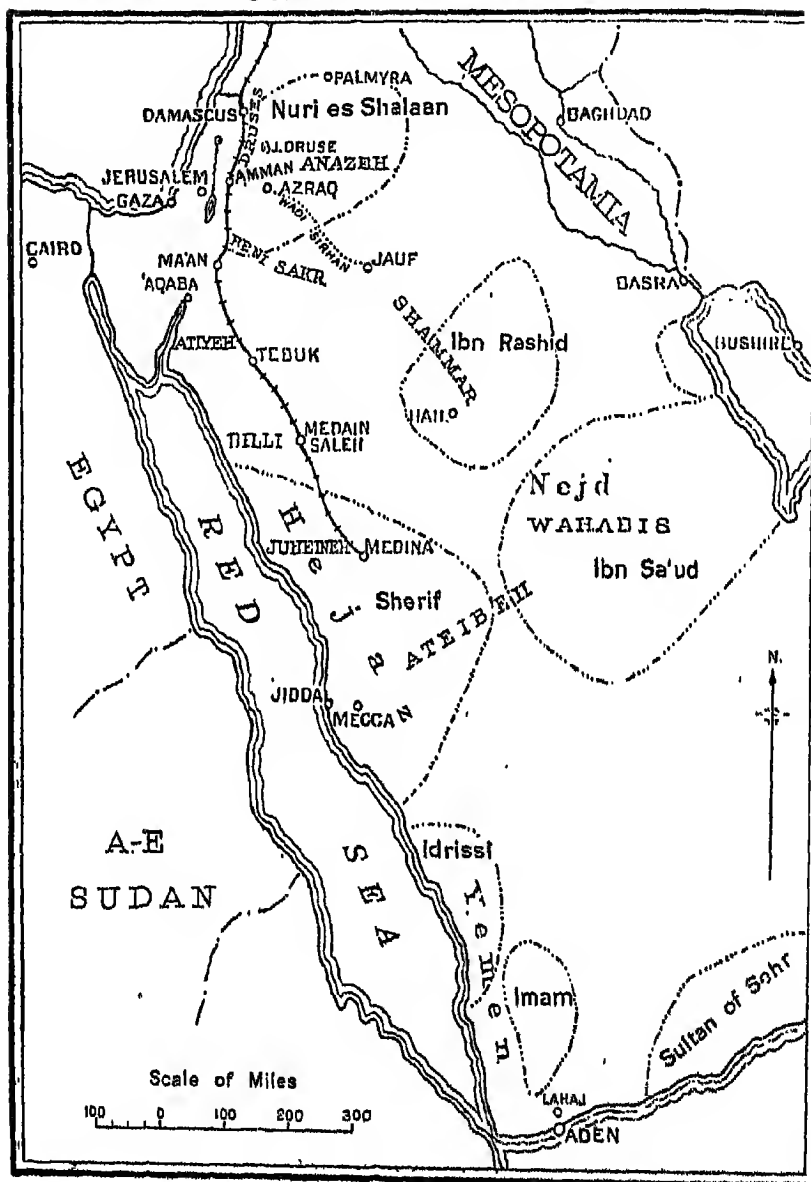 PALMYRA
DAMASCUS
DRUSES
Nuri es Shalaan
J. DRUSE
AMMAN
ANAZEH
JERUSALEM
AZRAQ
GAZA
WADI SIRHAN
CAIRO
MA'AN
BENI SAKR
JAUF
'AQABA
MESOPOTAMIA
BAGHDAD
BASRA
BUSHIRE
ATIYEH
TEBUK
SHAMMAR
Ibn Rashid
HAIL
BILLI
MEDAIN
SALEH
EGYPT
RED
SEA
Hejaz
JUHEINEH
MEDINA
Sherif
ATEIBEH
Nejd
WAHABIS
Ibn Sa'ud
JIDDA
MECCA
N.
A-E
SUDAN
Idrissi
Yemen
Imam
Sultan of Sohr
LAHAJ
ADEN
Scale of Miles
100 0 100 200 300